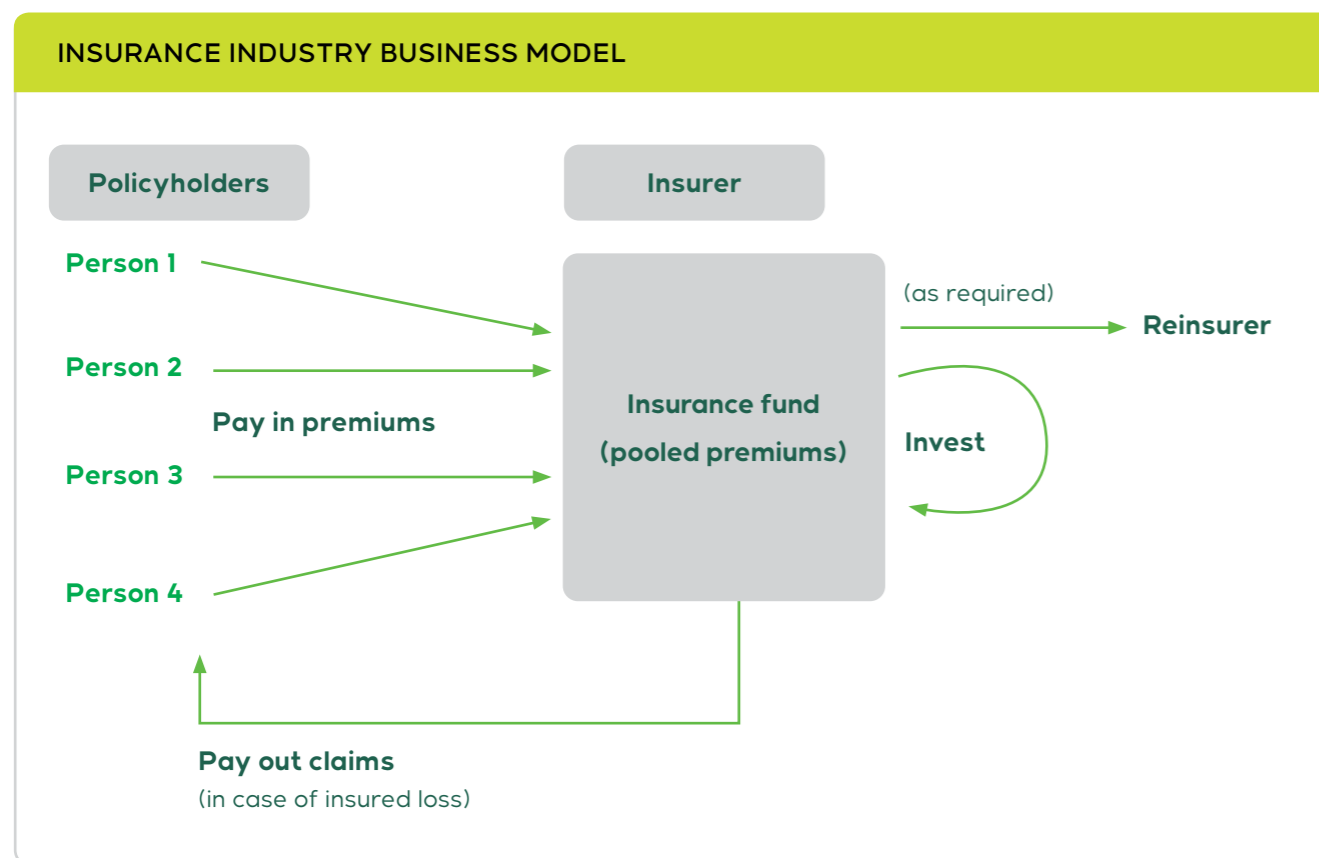 INSURANCE INDUSTRY BUSINESS MODEL
Policyholders
Insurer
Person 1
(as required)
Reinsurer
Person 2
Insurance fund
Pay in premiums
Invest
(pooled premiums)
Person 3
Person 4
Pay out claims
(in case of insured loss)